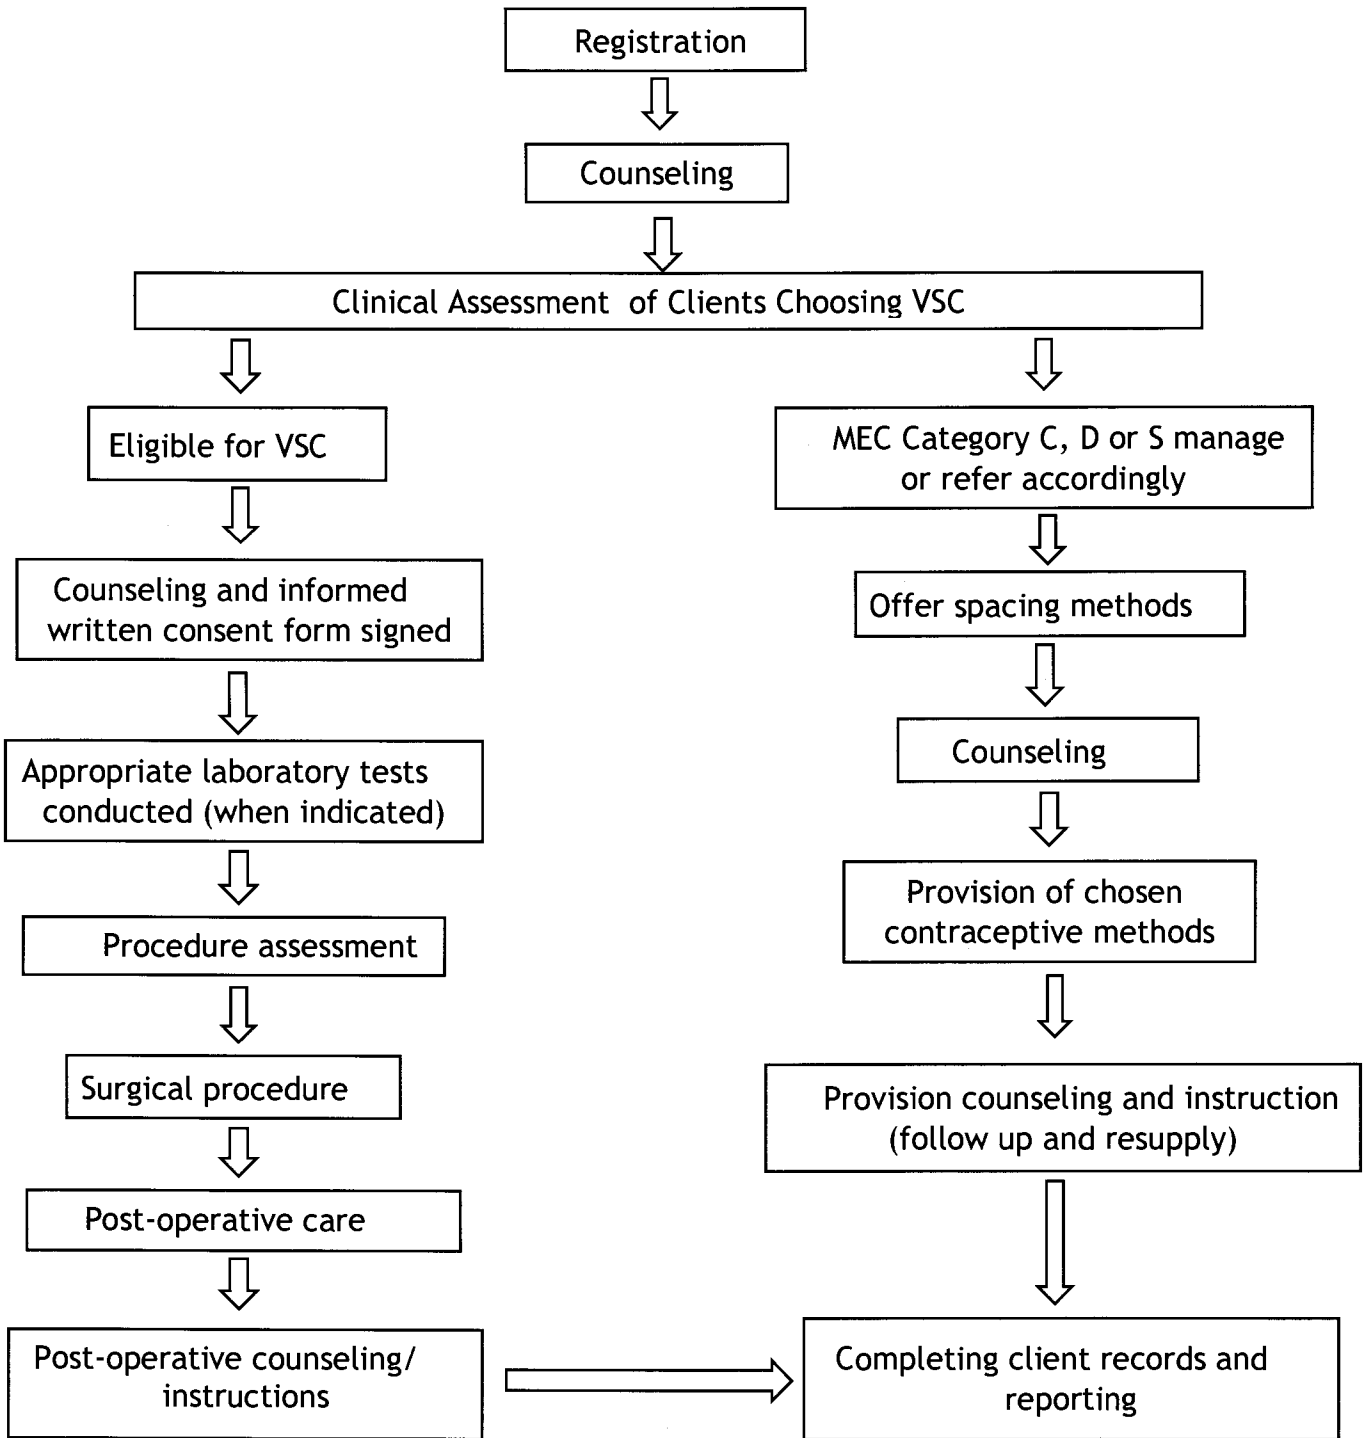 Registration
Counseling
Clinical Assessment of Clients Choosing VSC
Eligible for VSC
Counseling and informed
written consent form signed
Appropriate laboratory tests
conducted (when indicated)
Procedure assessment
Surgical procedure
Post-operative care
Post-operative counseling/
instructions
MEC Category C, D or S manage
or refer accordingly
Offer spacing methods
Counseling
Provision of chosen
contraceptive methods
Provision counseling and instruction
(follow up and resupply)
Completing client records and
reporting